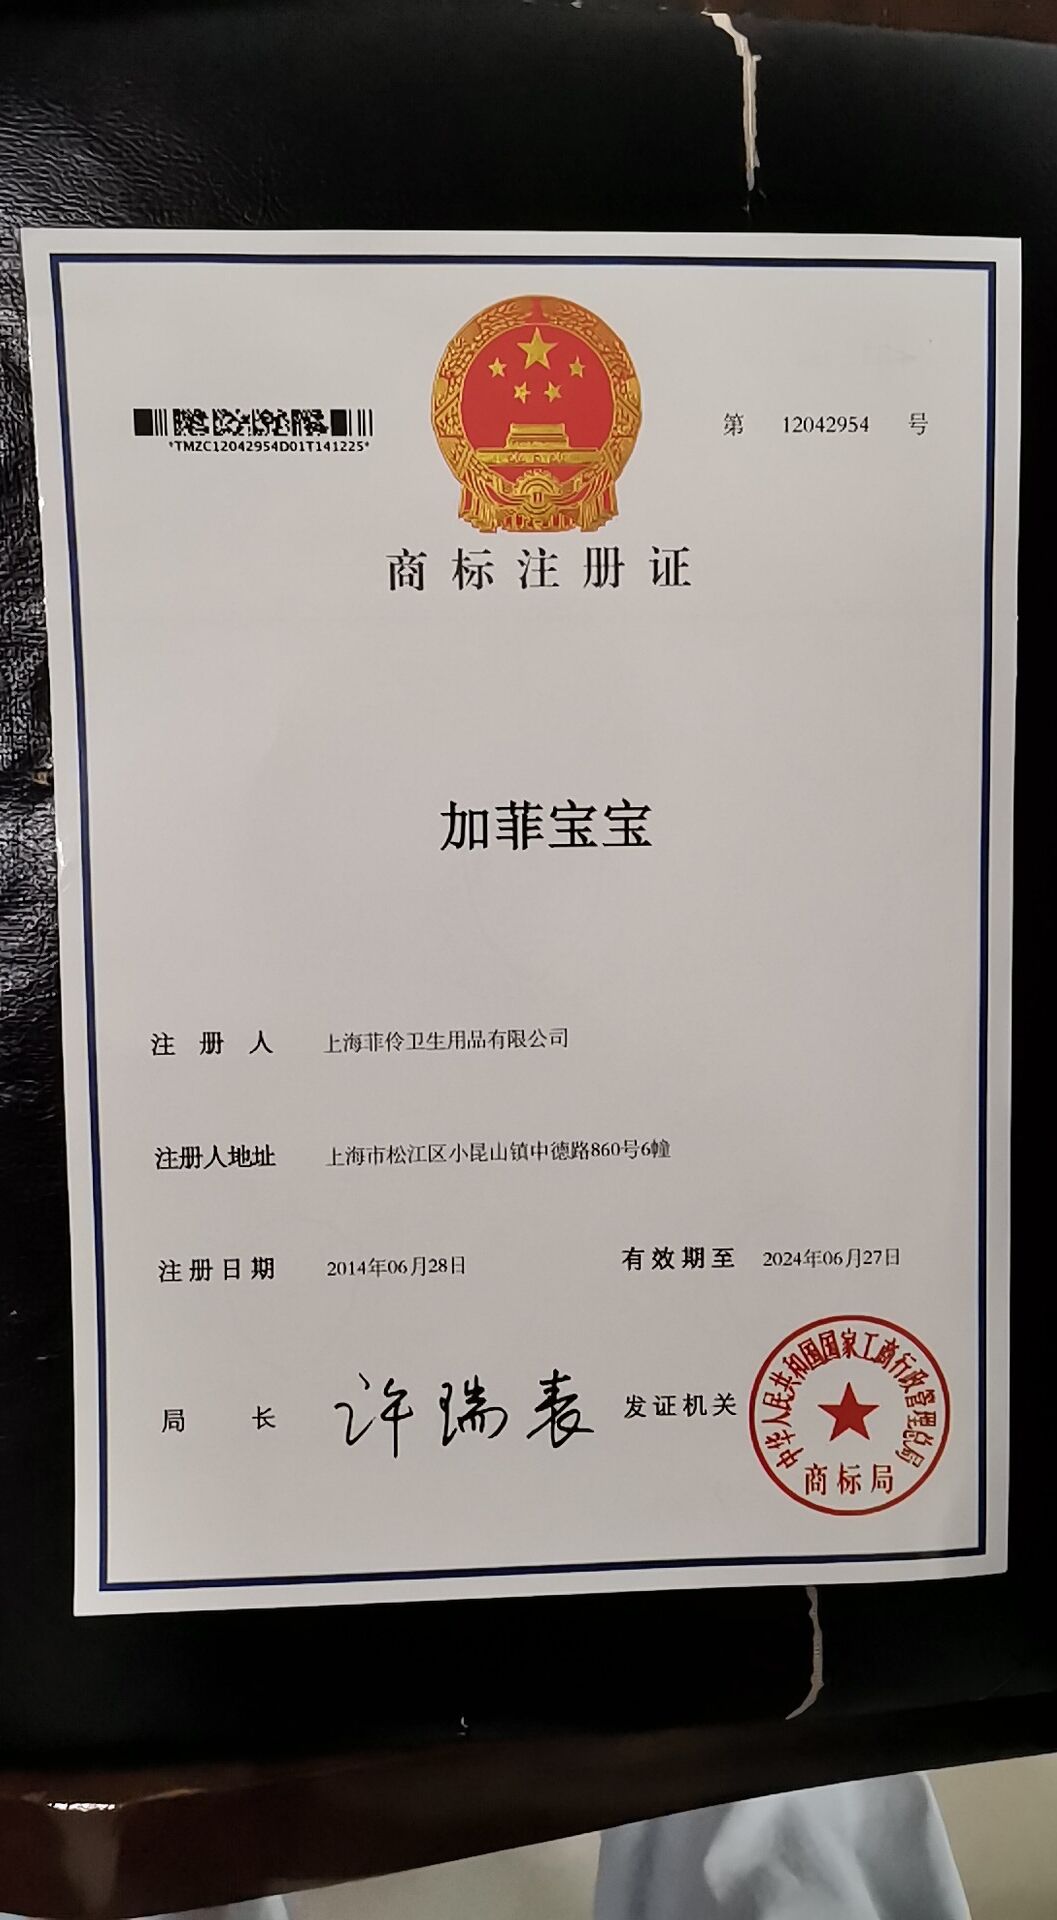 *TMZC12042954D01T141225*
第 12042954 号
商标注册证
加菲宝宝
注册人 上海菲伶卫生用品有限公司
注册人地址 上海市松江区小昆山镇中德路860号6幢
注册日期 2014年06月28日 有效期至 2024年06月27日
局长 许瑞表 发证机关
中华人民共和国国家工商行政管理总局
商标局